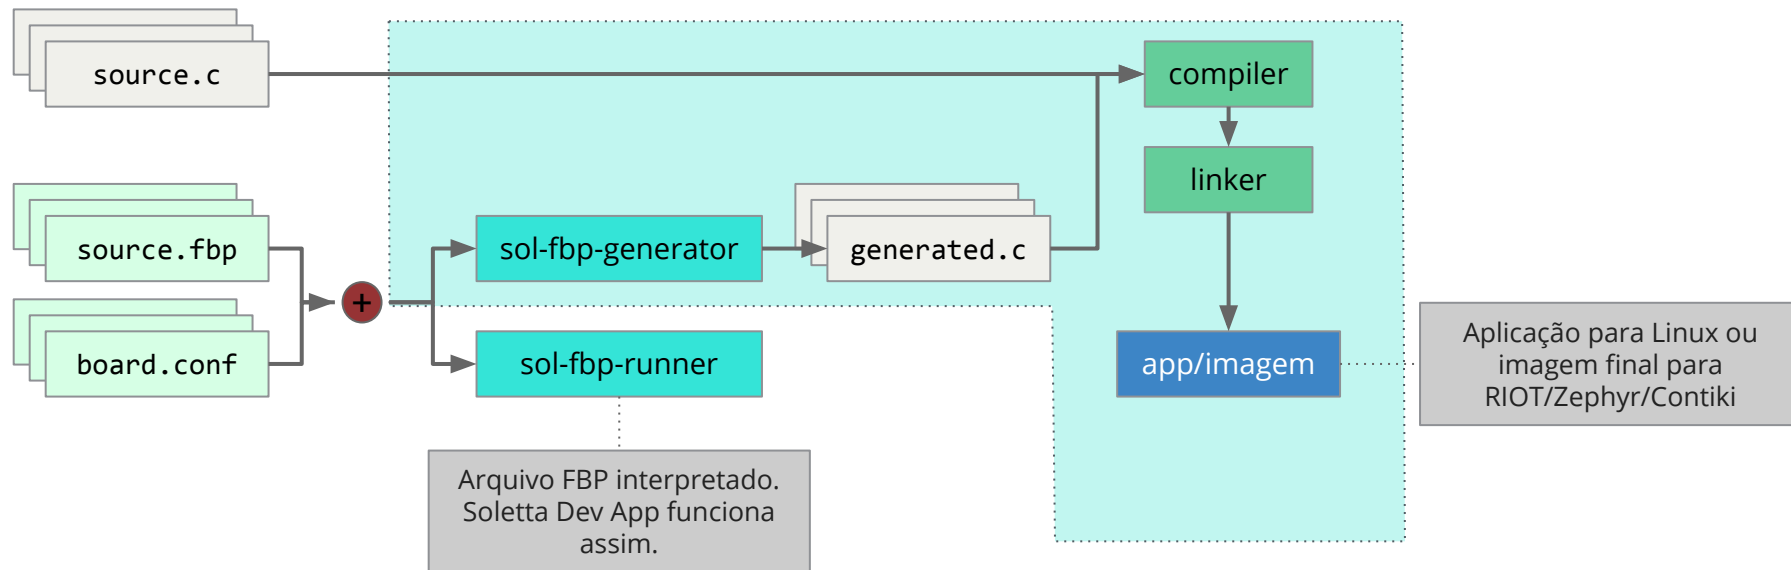 source.c
compiler
linker
source.fbp
sol-fbp-generator
generated.c
+
board.conf
sol-fbp-runner
app/imagem
Aplicação para Linux ou
imagem final para
RIOT/Zephyr/Contiki
Arquivo FBP interpretado.
Soletta Dev App funciona
assim.